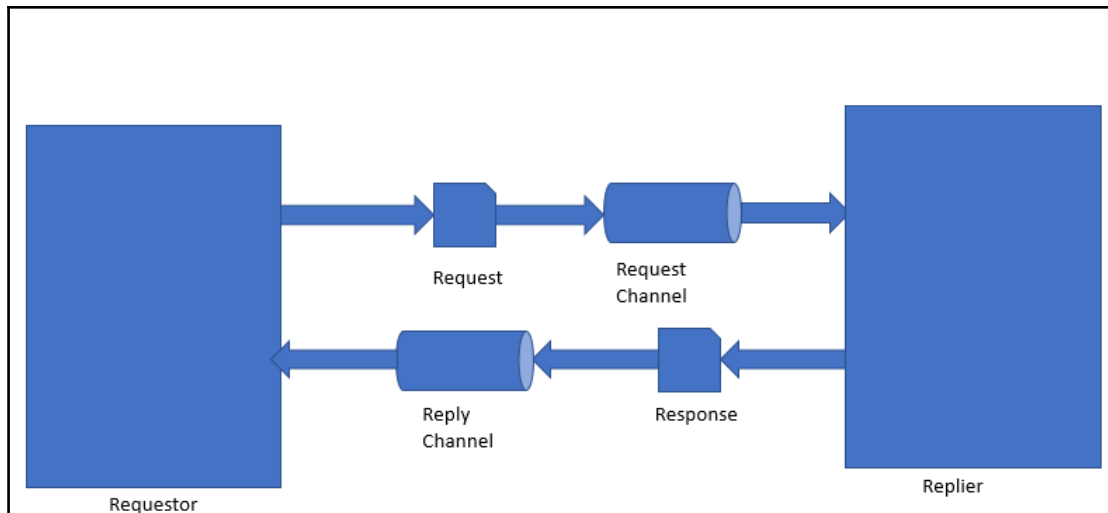 Request
Request
Channel
Reply
Channel
Response
Requestor
Replier